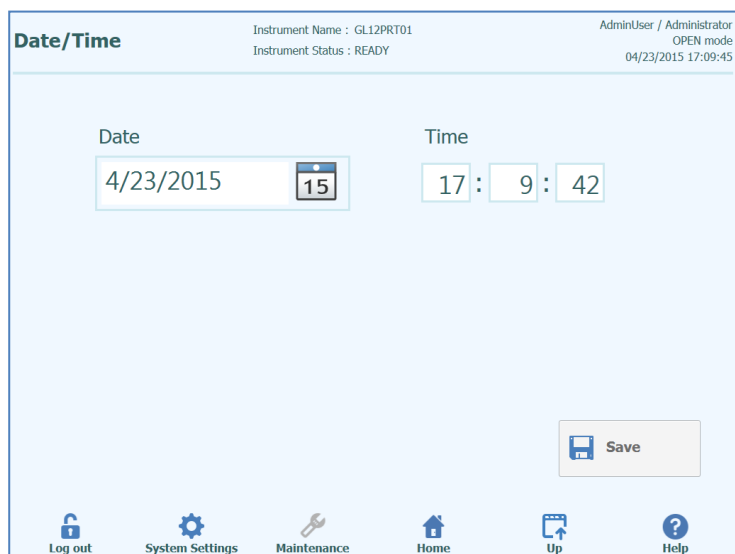 Date/Time
Instrument Name : GL12PRT01
Instrument Status : READY
AdminUser / Administrator
OPEN mode
04/23/2015 17:09:45
Date
Time
4/23/2015
15
17 : 9 : 42
Save
Log out
System Settings
Maintenance
Home
Up
Help